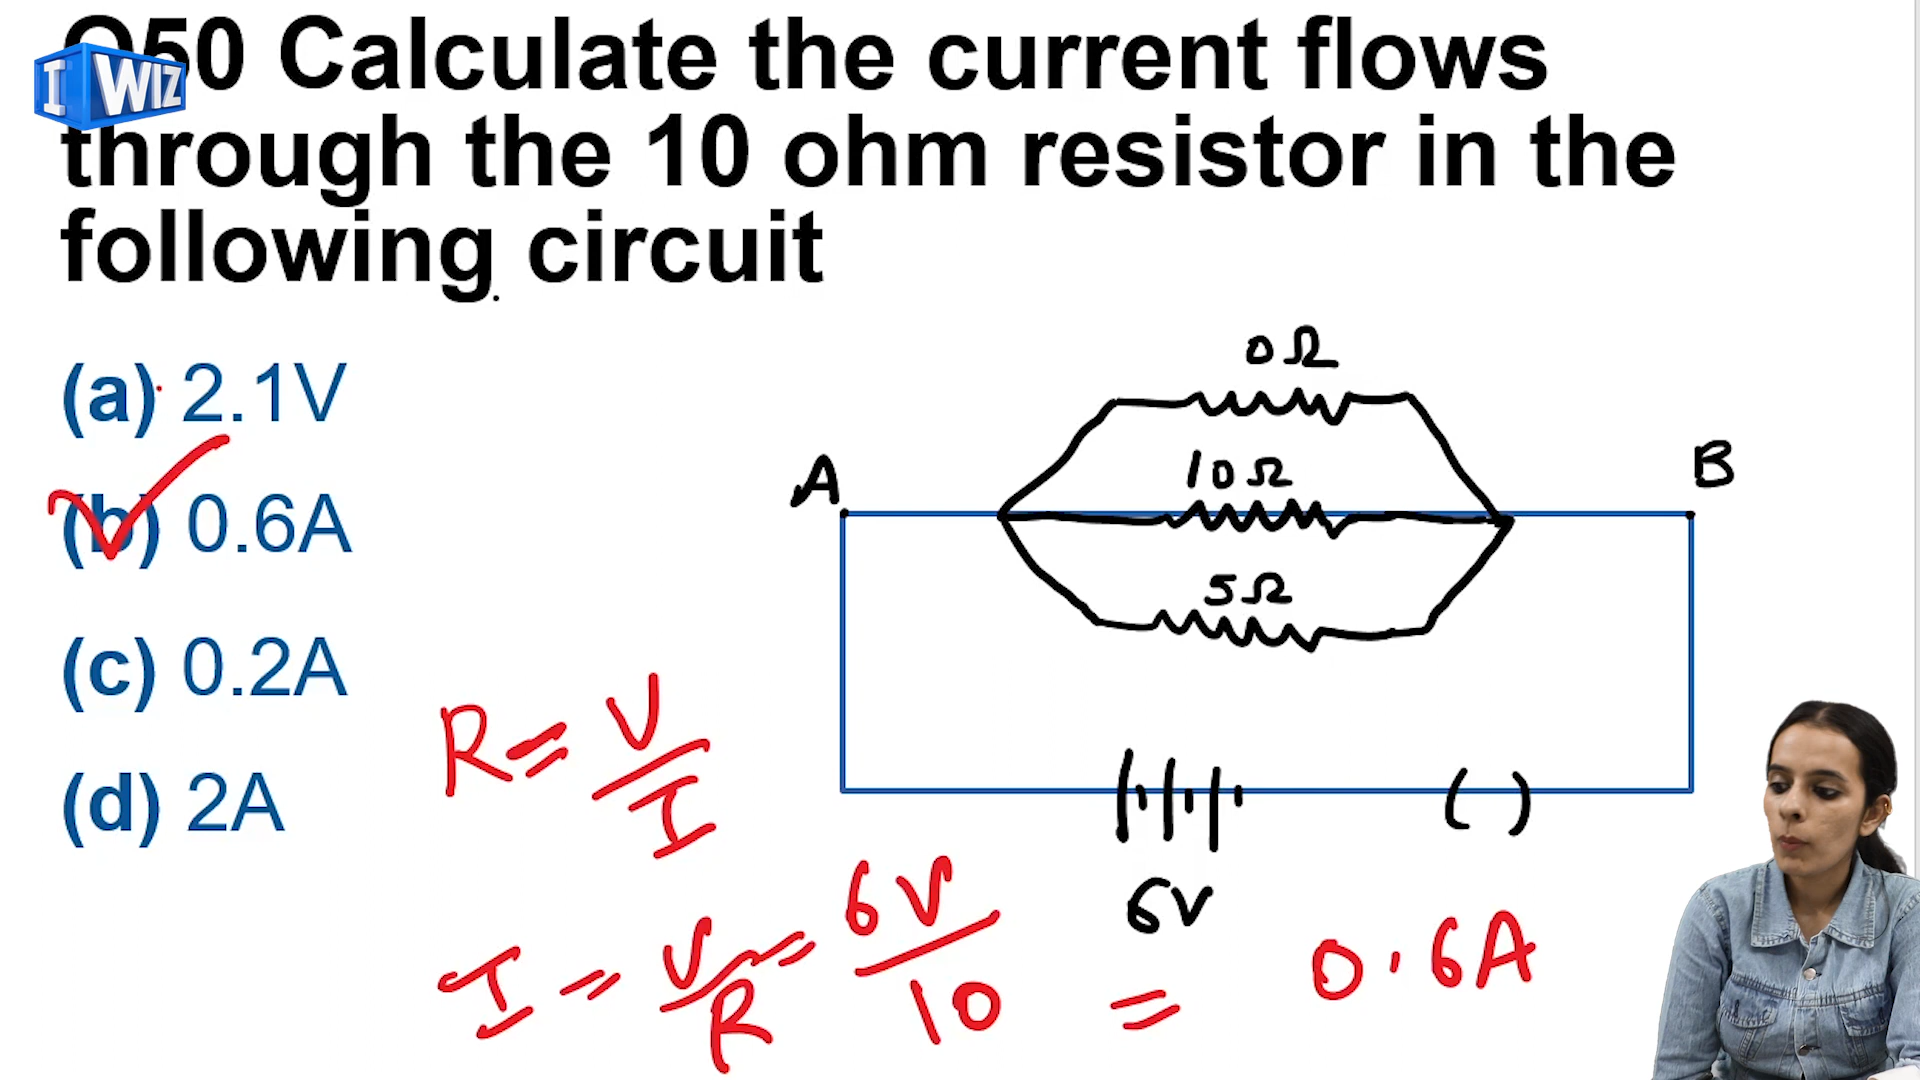 Q50 Calculate the current flows
through the 10 ohm resistor in the
following circuit
I WIZ
(a) 2.1V
(b) 0.6A
(c) 0.2A
(d) 2A
0Ω
10Ω
5Ω
A
B
6V
( )
R = V/I
I = V/R = 6V/10 = 0.6A